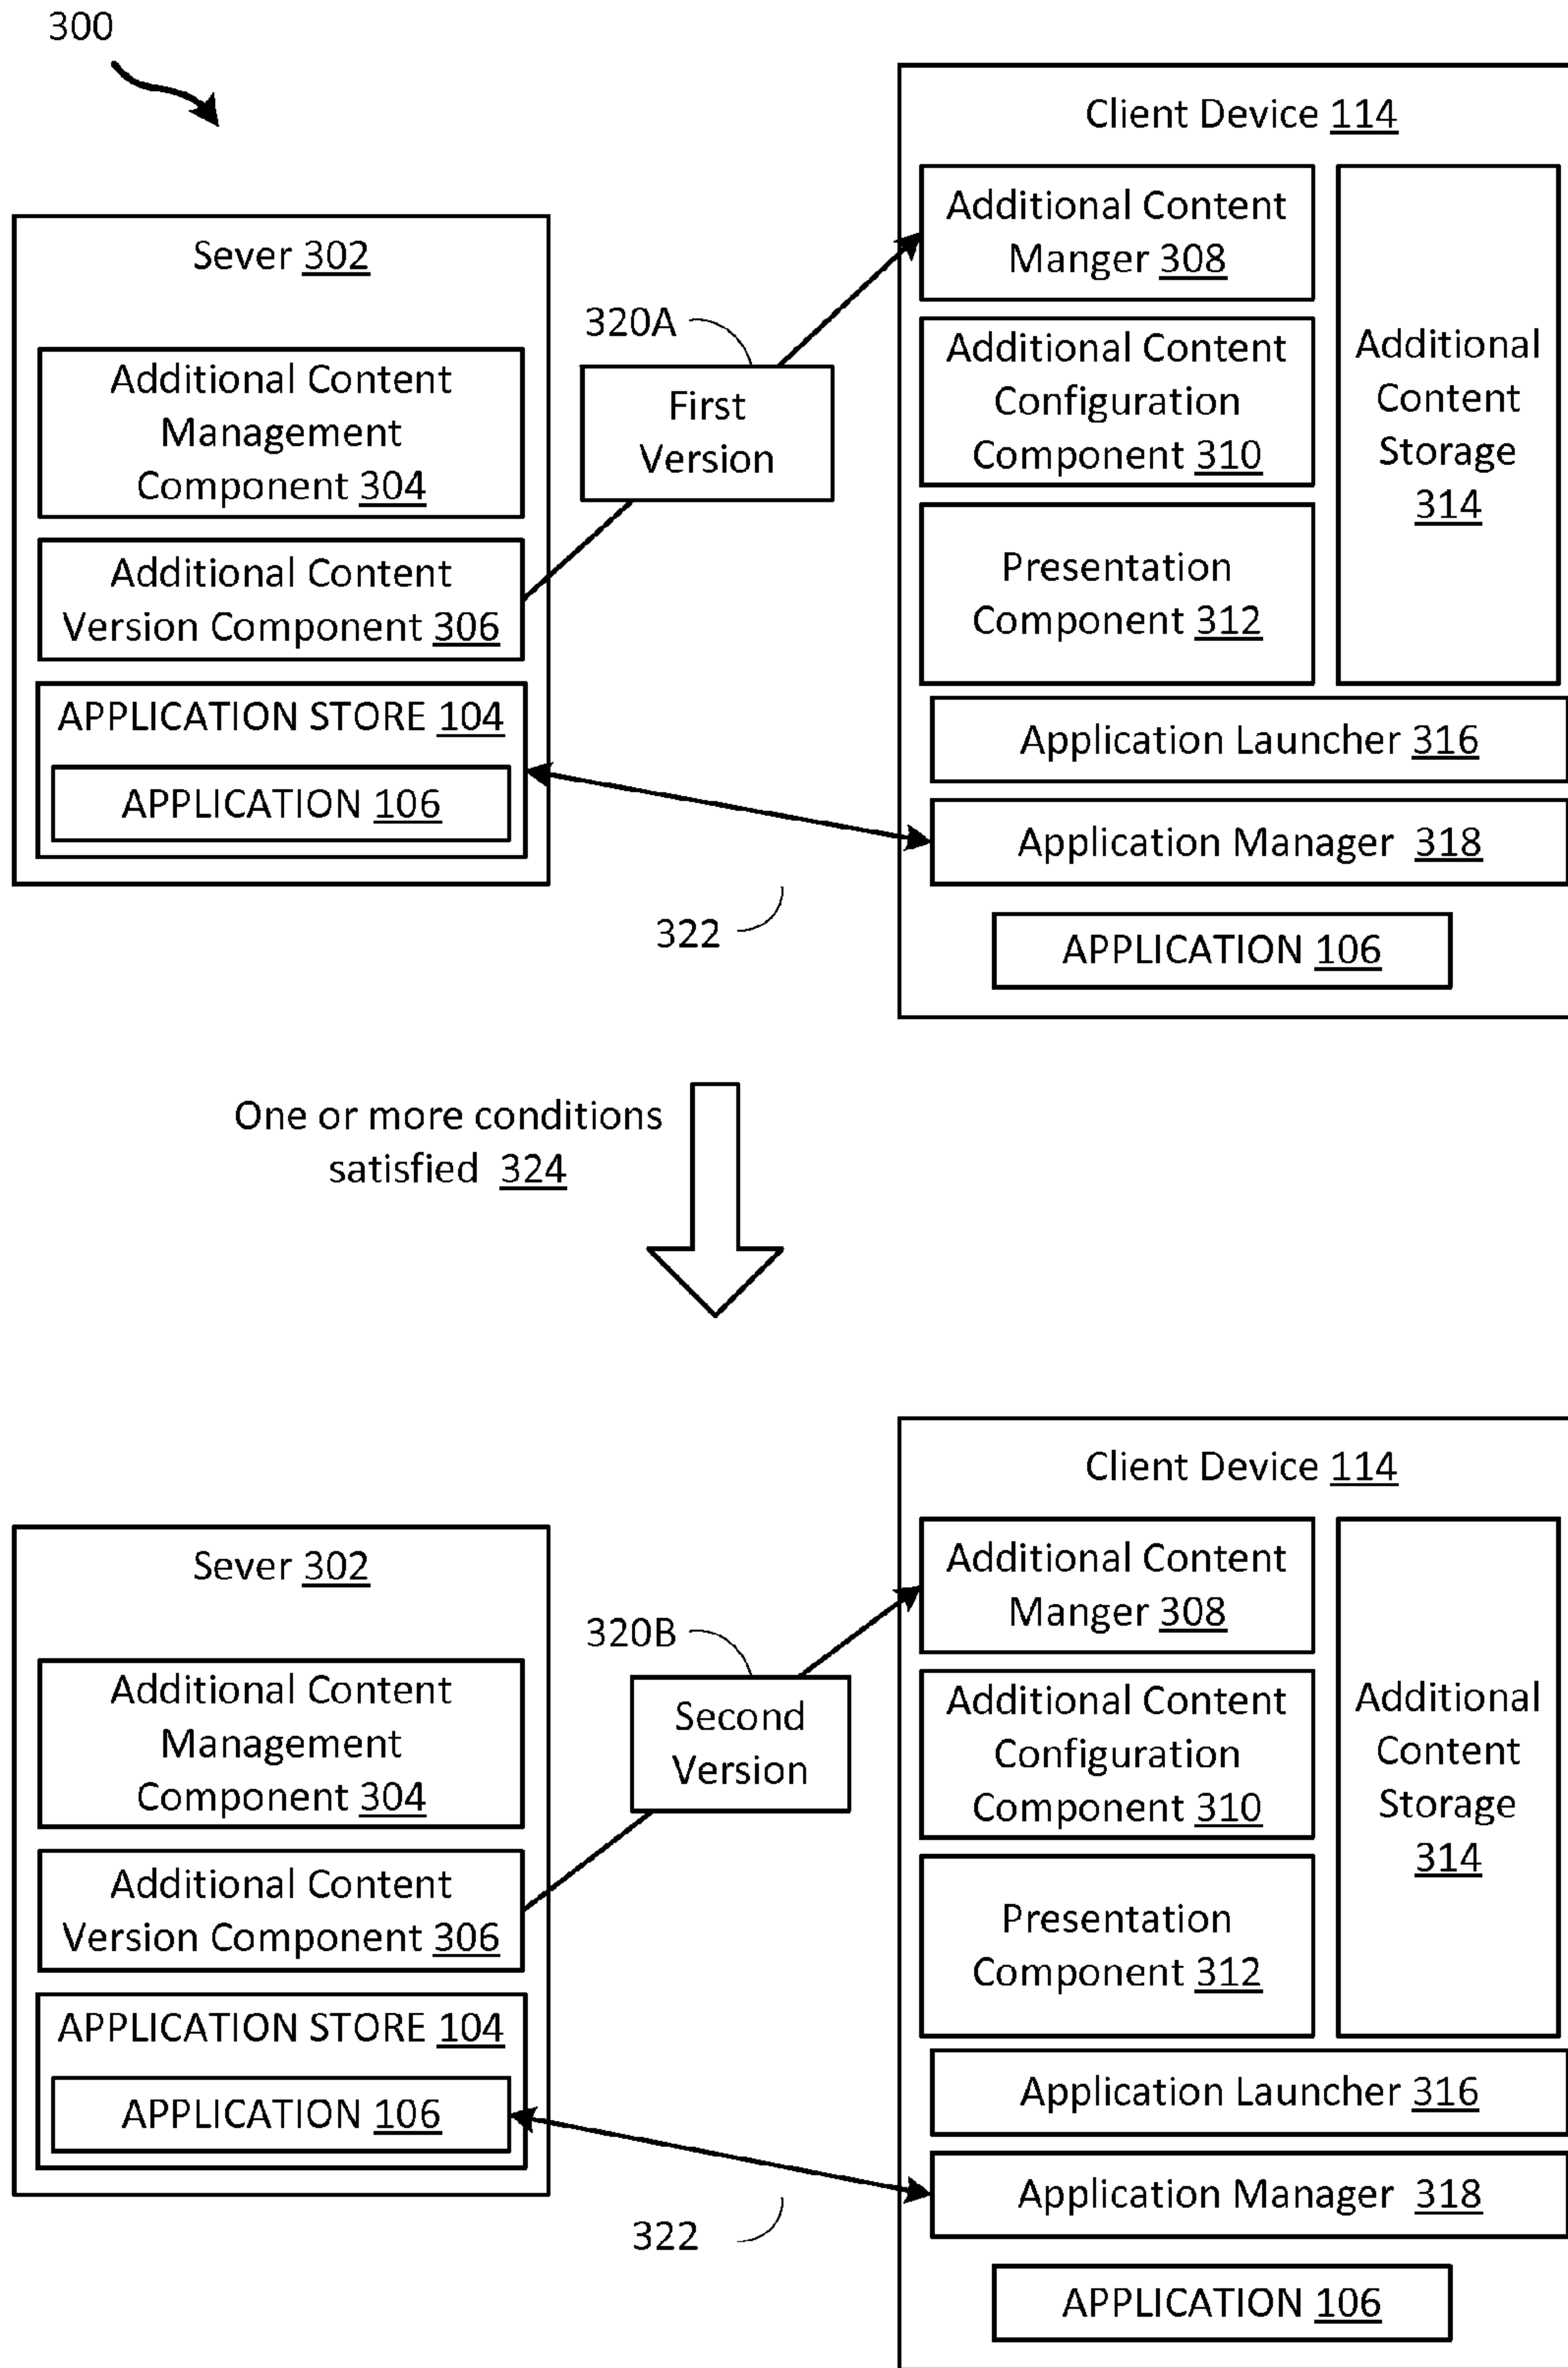 300
Client Device 114
Additional Content
Manger 308
Additional Content
Configuration
Component 310
Presentation
Component 312
Additional
Content
Storage
314
Application Launcher 316
Application Manager 318
APPLICATION 106
Sever 302
Additional Content
Management
Component 304
Additional Content
Version Component 306
APPLICATION STORE 104
APPLICATION 106
320A
First
Version
322
One or more conditions
satisfied 324
Client Device 114
Additional Content
Manger 308
Additional Content
Configuration
Component 310
Presentation
Component 312
Additional
Content
Storage
314
Application Launcher 316
Application Manager 318
APPLICATION 106
Sever 302
Additional Content
Management
Component 304
Additional Content
Version Component 306
APPLICATION STORE 104
APPLICATION 106
320B
Second
Version
322